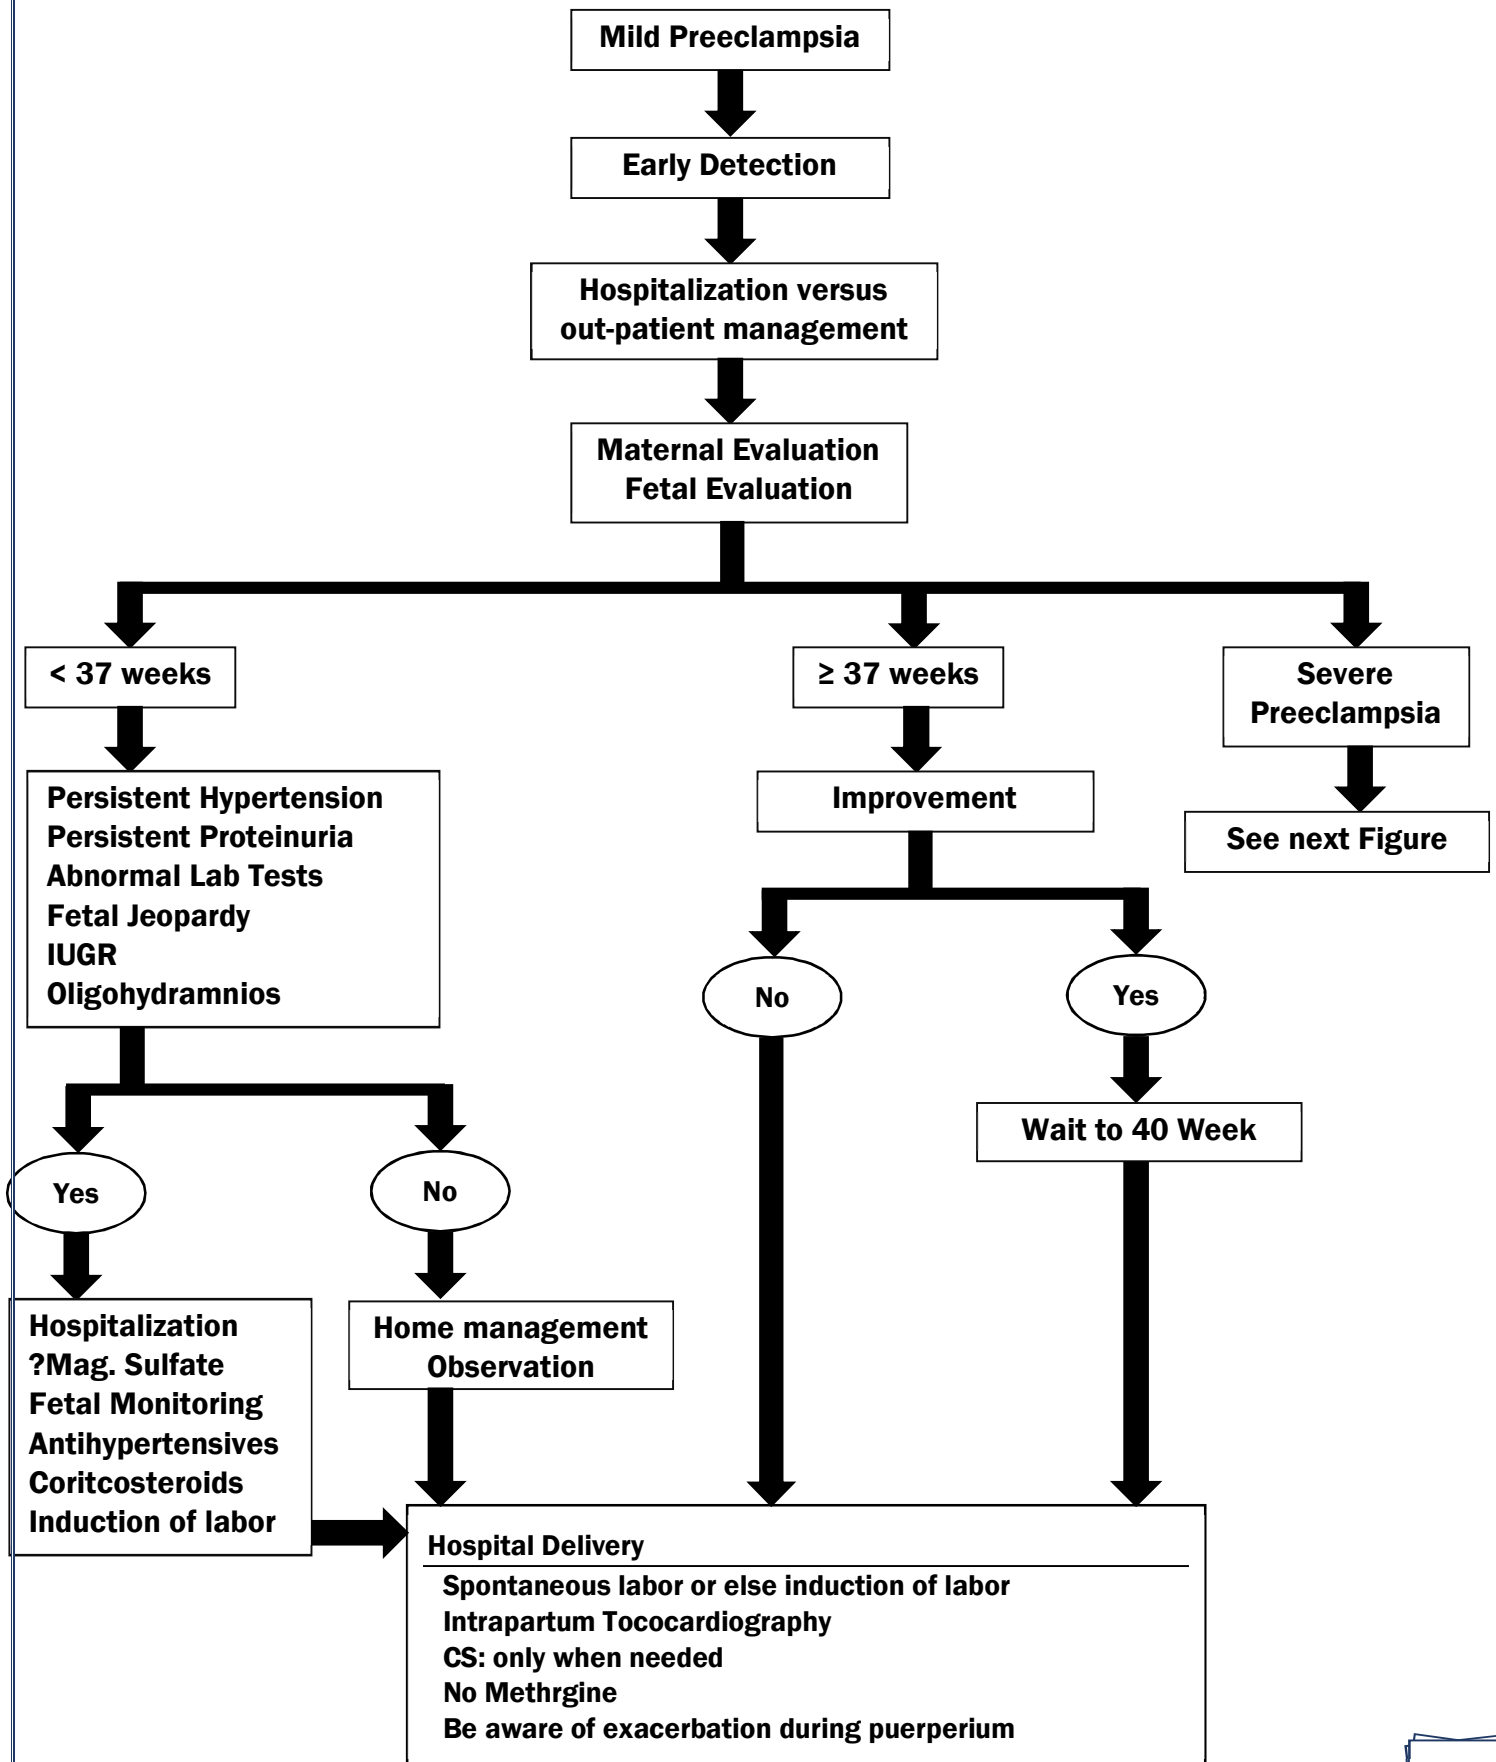 Mild Preeclampsia
Early Detection
Hospitalization versus
out-patient management
Maternal Evaluation
Fetal Evaluation
< 37 weeks
≥ 37 weeks
Severe
Preeclampsia
Persistent Hypertension
Persistent Proteinuria
Abnormal Lab Tests
Fetal Jeopardy
IUGR
Oligohydramnios
Improvement
See next Figure
No
Yes
Wait to 40 Week
Yes
No
Hospitalization
?Mag. Sulfate
Fetal Monitoring
Antihypertensives
Coritcosteroids
Induction of labor
Home management
Observation
Hospital Delivery
Spontaneous labor or else induction of labor
Intrapartum Tococardiography
CS: only when needed
No Methrgine
Be aware of exacerbation during puerperium